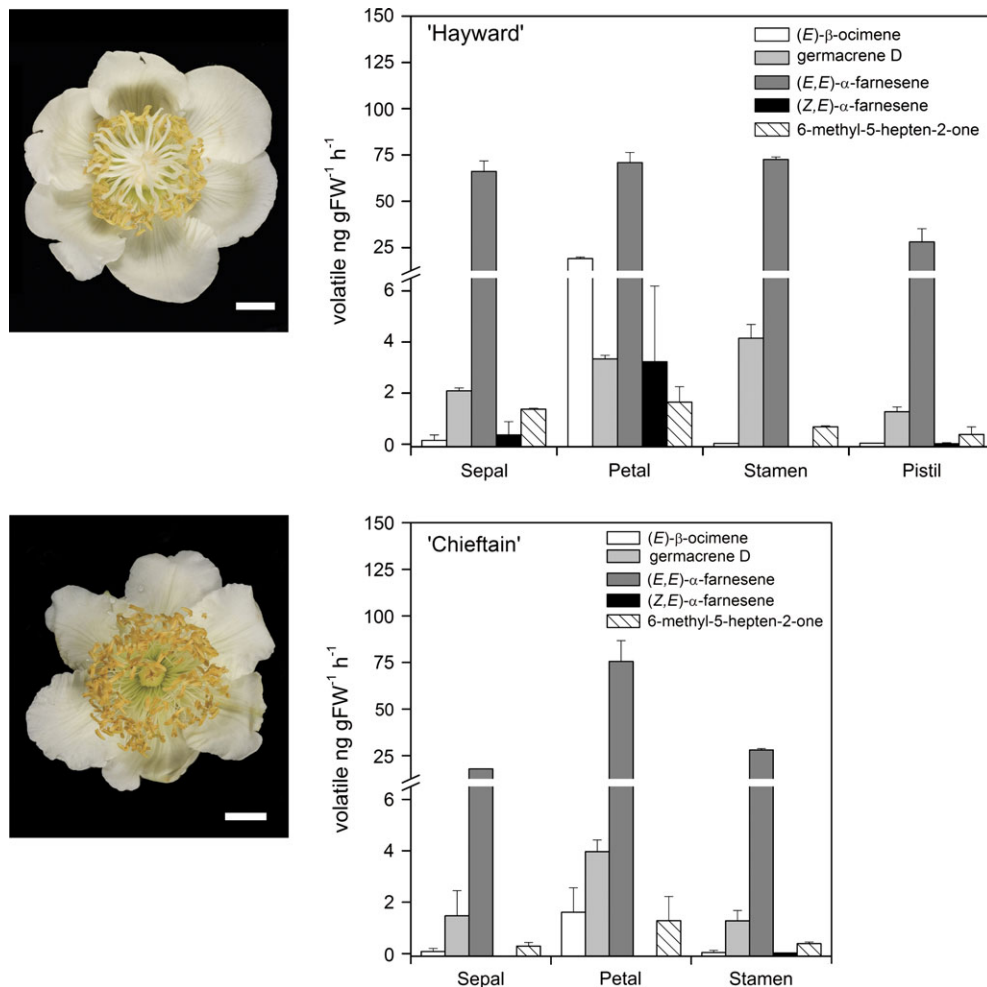 'Hayward'
(E)-β-ocimene
germacrene D
(E,E)-α-farnesene
(Z,E)-α-farnesene
6-methyl-5-hepten-2-one
volatile ng gFW⁻¹ h⁻¹
150
125
100
75
50
25
6
4
2
0
Sepal Petal Stamen Pistil
'Chieftain'
(E)-β-ocimene
germacrene D
(E,E)-α-farnesene
(Z,E)-α-farnesene
6-methyl-5-hepten-2-one
volatile ng gFW⁻¹ h⁻¹
150
125
100
75
50
25
6
4
2
0
Sepal Petal Stamen